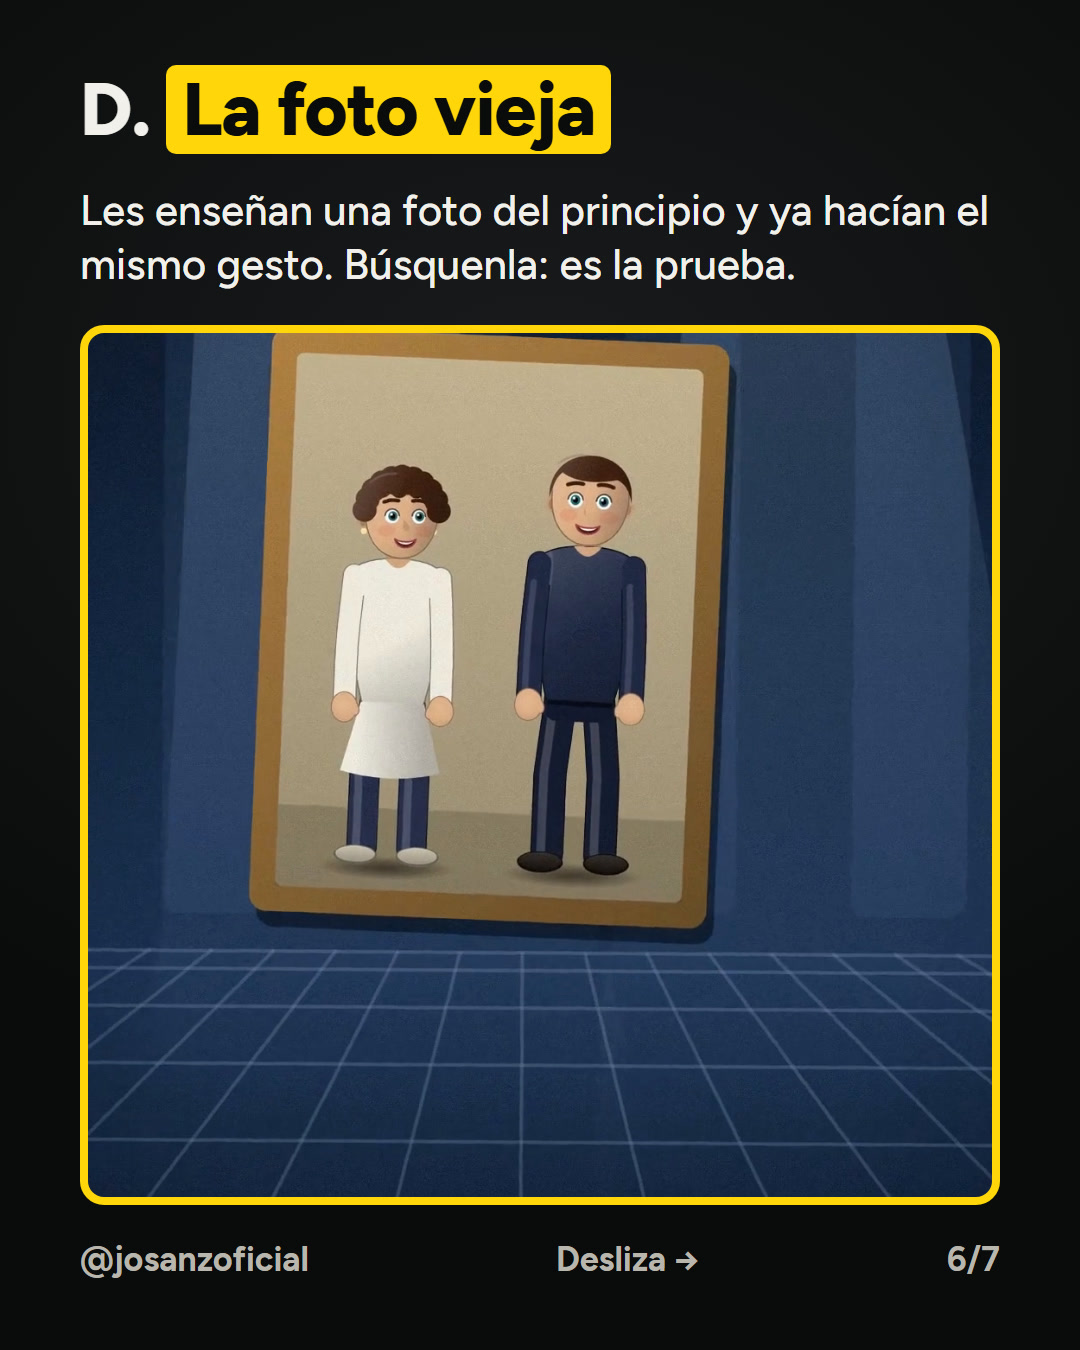 D. La foto vieja
Les enseñan una foto del principio y ya hacían el
mismo gesto. Búsquenla: es la prueba.
@josanzoficial
Desliza →
6/7